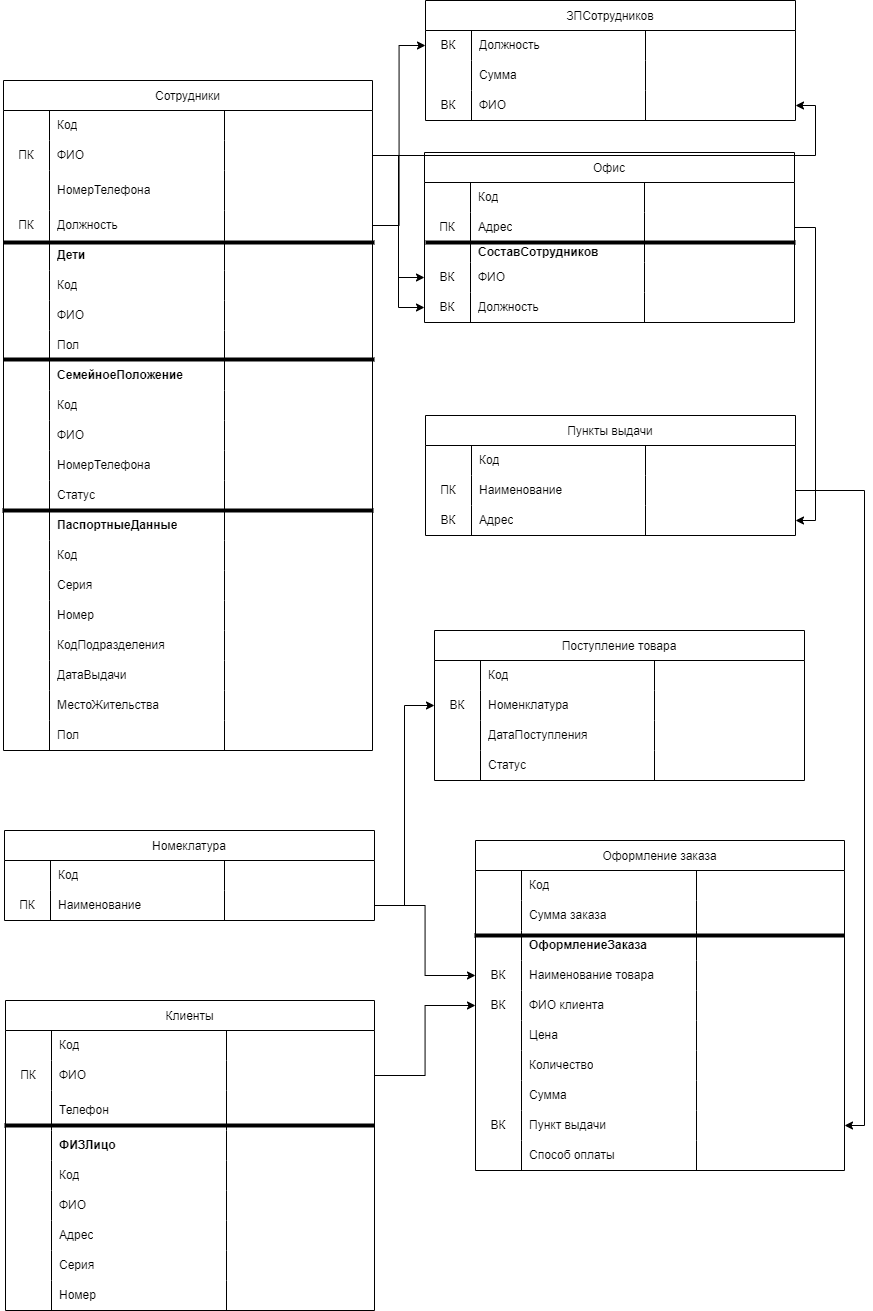 ЗПСотрудников
ВК Должность
Сумма
ВК ФИО
Сотрудники
Код
ПК ФИО
НомерТелефона
ПК Должность
Дети
Код
ФИО
Пол
СемейноеПоложение
Код
ФИО
НомерТелефона
Статус
ПаспортныеДанные
Код
Серия
Номер
КодПодразделения
ДатаВыдачи
МестоЖительства
Пол
Офис
Код
ПК Адрес
СоставСотрудников
ВК ФИО
ВК Должность
Пункты выдачи
Код
ПК Наименование
ВК Адрес
Поступление товара
Код
ВК Номенклатура
ДатаПоступления
Статус
Номеклатура
Код
ПК Наименование
Оформление заказа
Код
Сумма заказа
ОформлениеЗаказа
ВК Наименование товара
ВК ФИО клиента
Цена
Количество
Сумма
ВК Пункт выдачи
Способ оплаты
Клиенты
Код
ПК ФИО
Телефон
ФИЗЛицо
Код
ФИО
Адрес
Серия
Номер